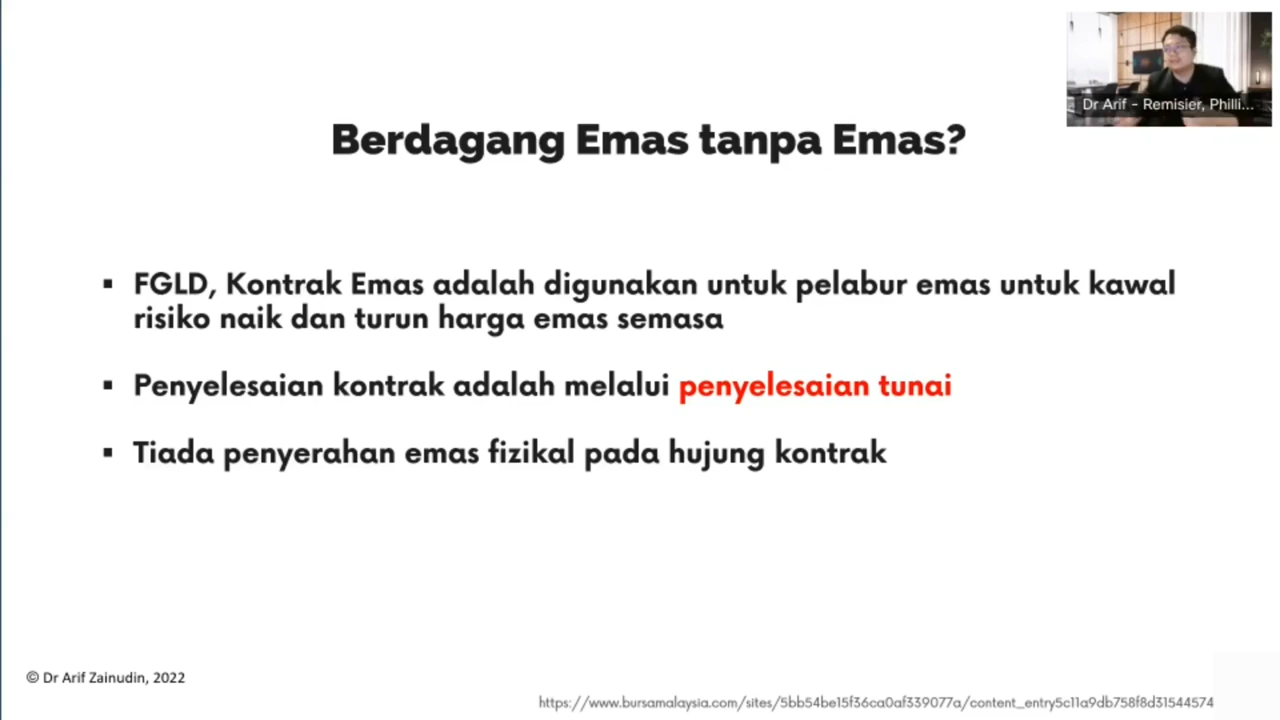 Dr Arif - Remisier, Philli...
Berdagang Emas tanpa Emas?
▪ FGLD, Kontrak Emas adalah digunakan untuk pelabur emas untuk kawal
risiko naik dan turun harga emas semasa
▪ Penyelesaian kontrak adalah melalui penyelesaian tunai
▪ Tiada penyerahan emas fizikal pada hujung kontrak
© Dr Arif Zainudin, 2022
https://www.bursamalaysia.com/sites/5bb54be15f36ca0af339077a/content_entry5c11a9db758f8d31544574